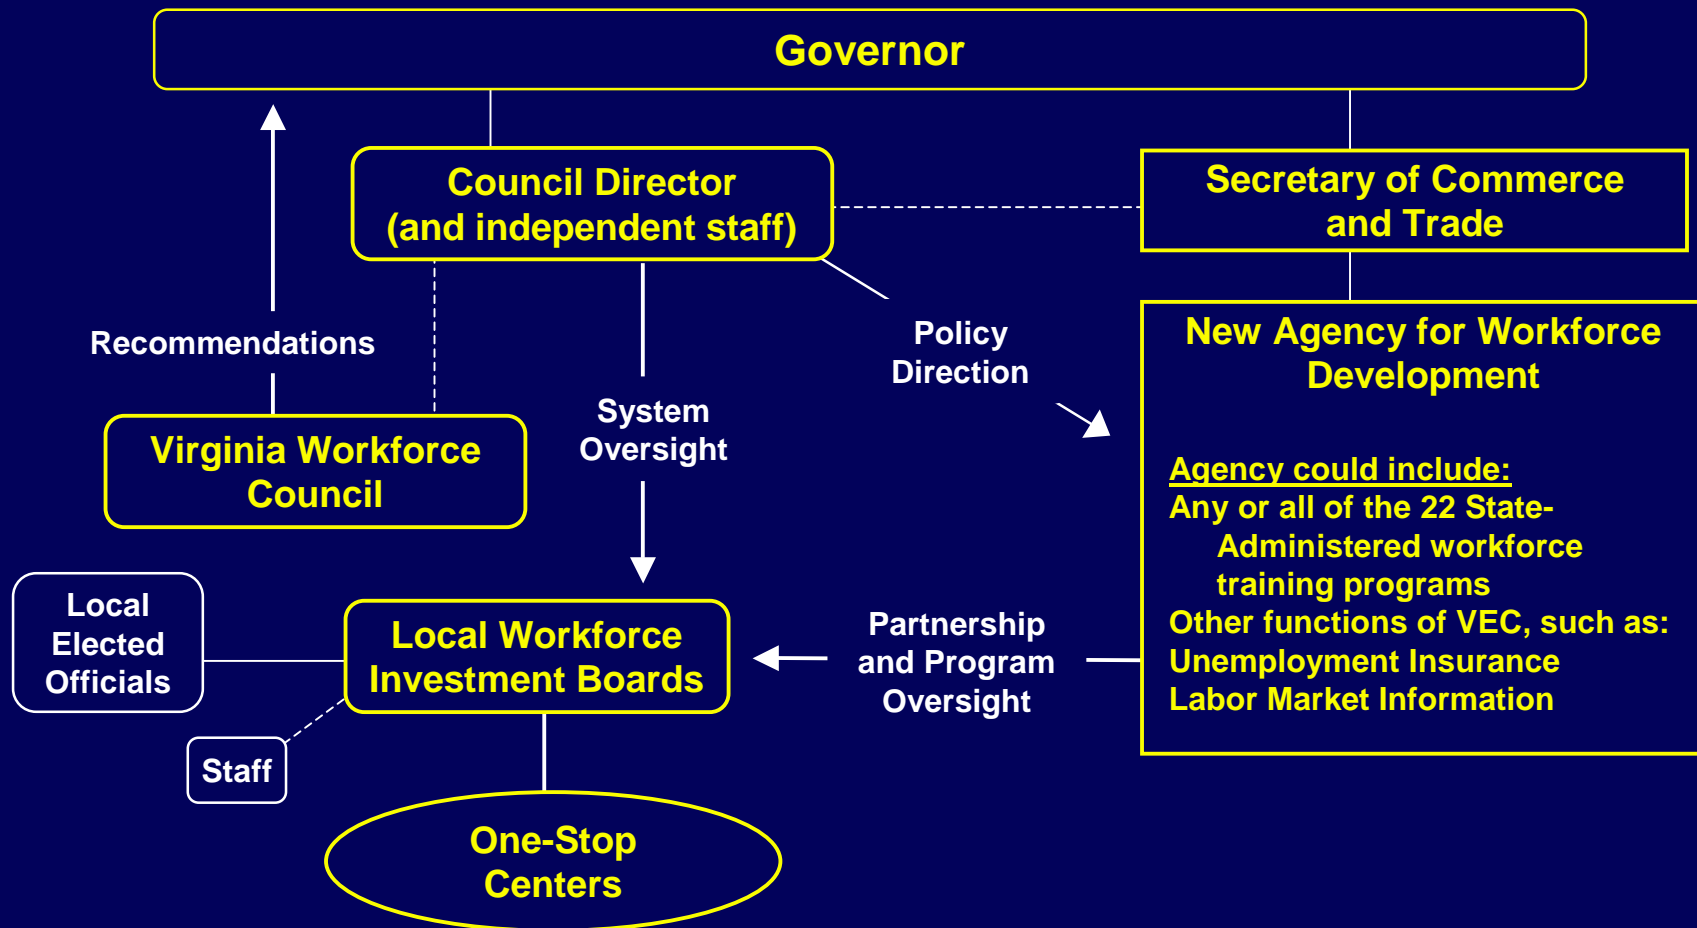 Governor
Council Director
(and independent staff)
Secretary of Commerce
and Trade
Recommendations
Policy
Direction
New Agency for Workforce
Development
System
Oversight
Virginia Workforce
Council
Agency could include:
Any or all of the 22 State-
Administered workforce
training programs
Other functions of VEC, such as:
Unemployment Insurance
Labor Market Information
Local
Elected
Officials
Local Workforce
Investment Boards
Partnership
and Program
Oversight
Staff
One-Stop
Centers